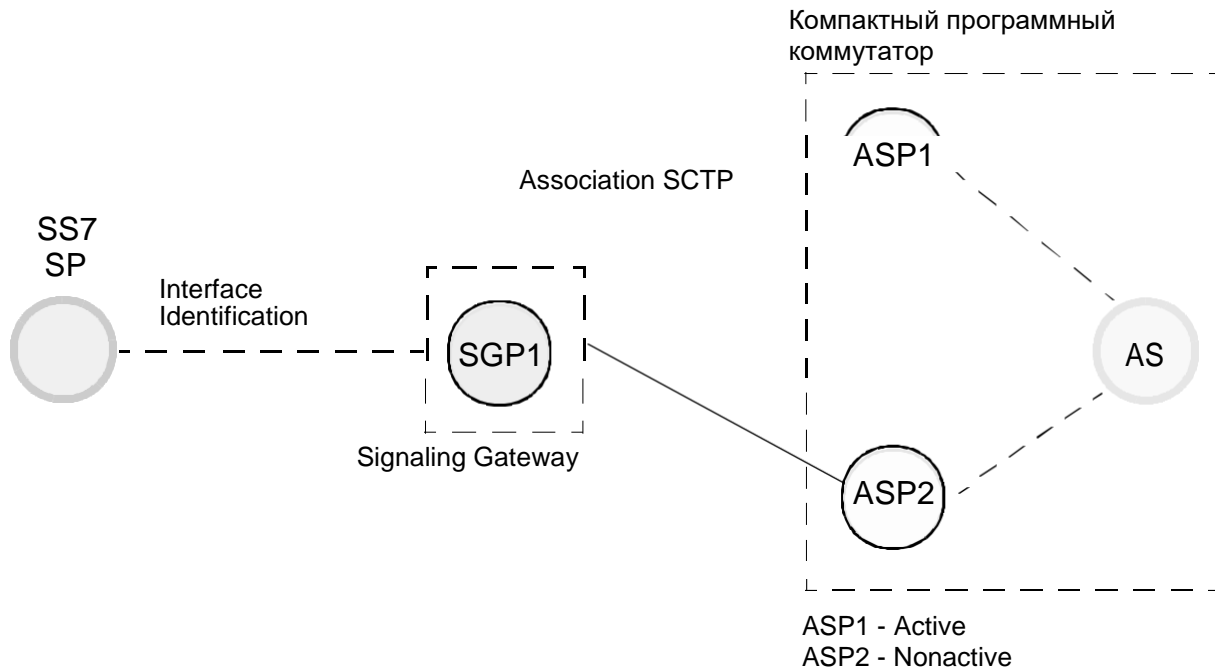 Компактный программный
коммутатор
ASP1
Association SCTP
SS7
SP
Interface
Identification
SGP1
AS
Signaling Gateway
ASP2
ASP1 - Active
ASP2 - Nonactive